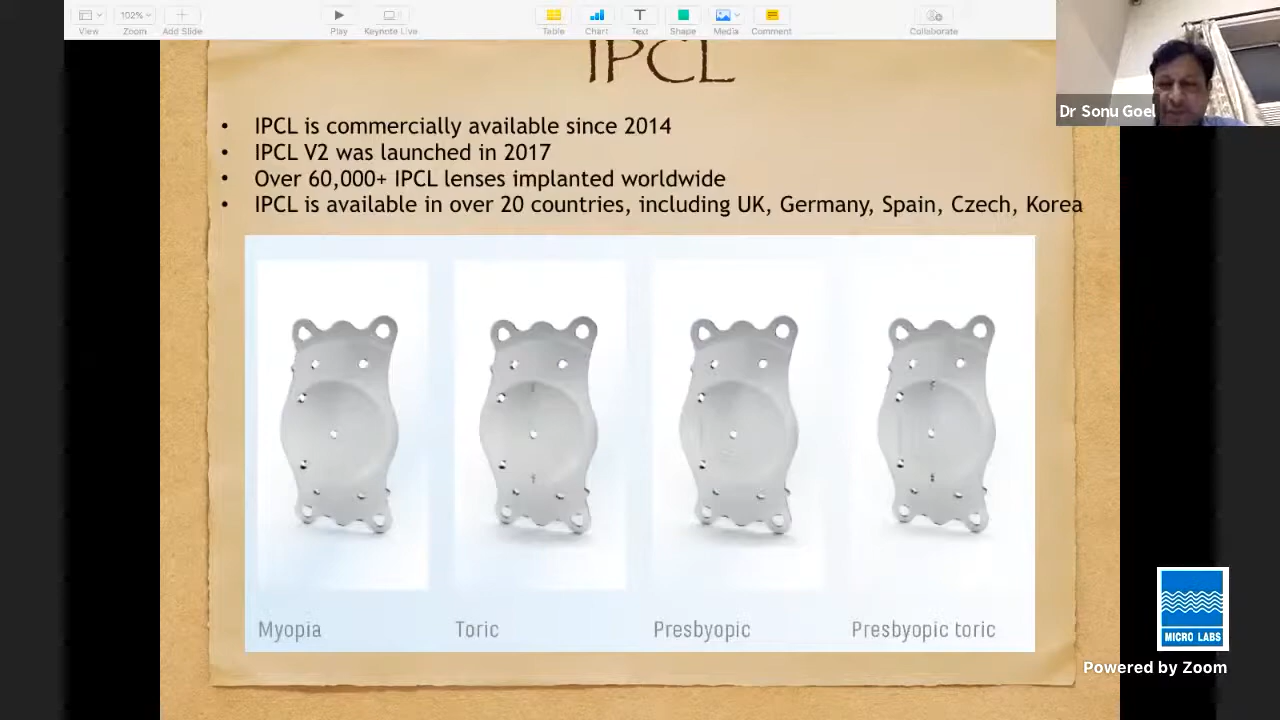 View
102%
Zoom
Add Slide
Play
Keynote Live
Table
Chart
Text
Shape
Media
Comment
Collaborate
IPCL
Dr Sonu Goel
• IPCL is commercially available since 2014
• IPCL V2 was launched in 2017
• Over 60,000+ IPCL lenses implanted worldwide
• IPCL is available in over 20 countries, including UK, Germany, Spain, Czech, Korea
Myopia
Toric
Presbyopic
Presbyopic toric
MICRO LABS
Powered by Zoom